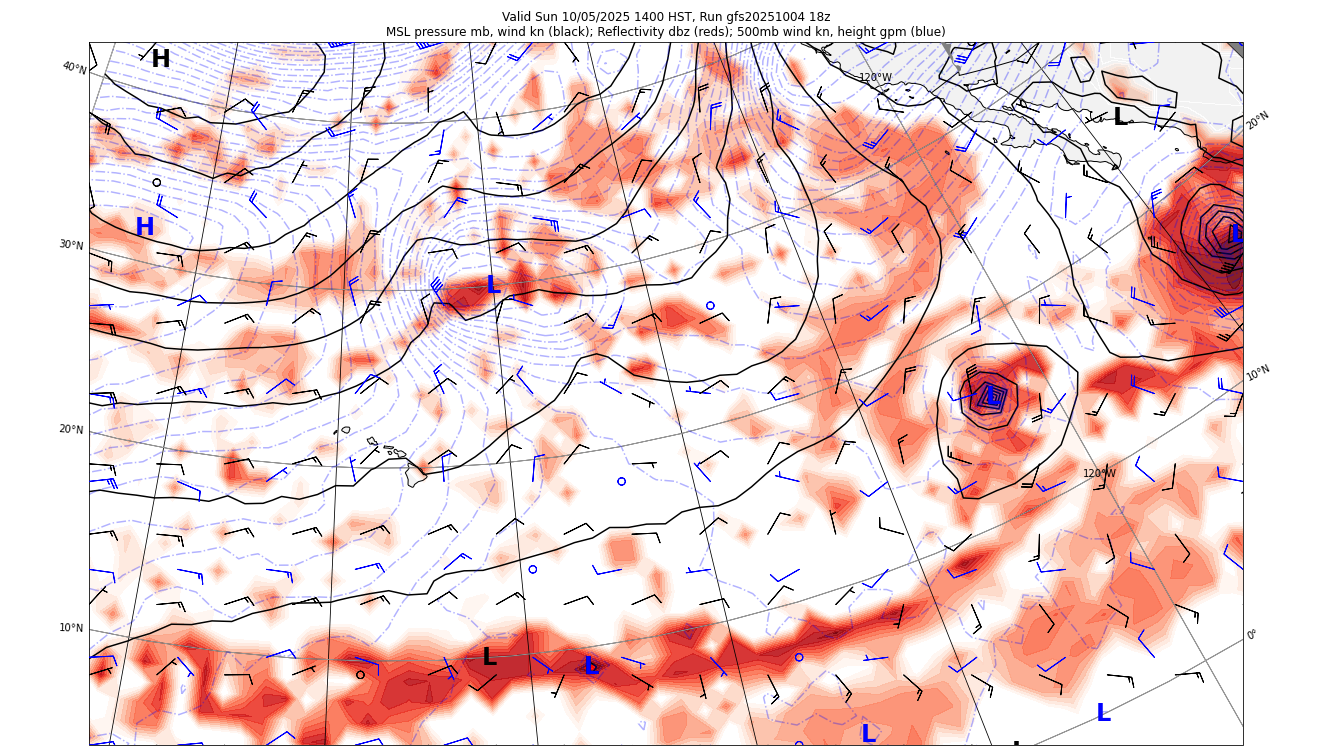 Valid Sun 10/05/2025 1400 HST, Run gfs20251004 18z
MSL pressure mb, wind kn (black); Reflectivity dbz (reds); 500mb wind kn, height gpm (blue)
H
40°N
120°W
L
20°N
H
L
30°N
L
10°N
L
20°N
120°W
10°N
0°
L
L
L
L